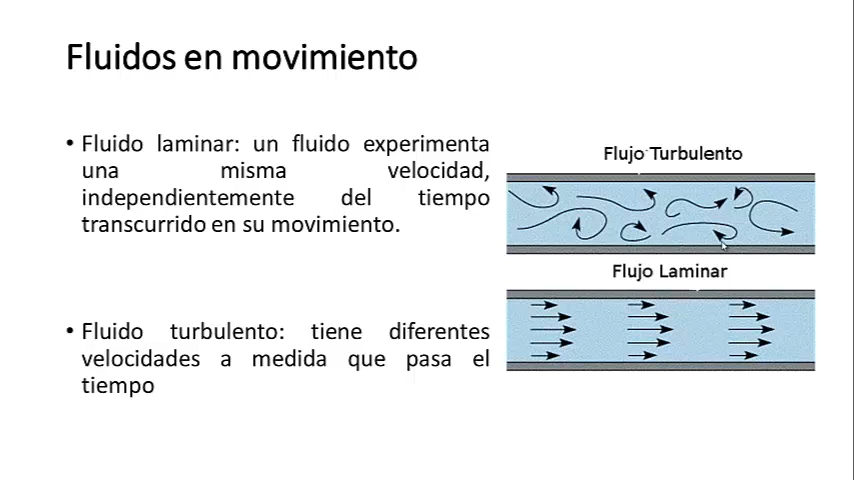 Fluidos en movimiento
• Fluido laminar: un fluido experimenta
una misma velocidad,
independientemente del tiempo
transcurrido en su movimiento.
• Fluido turbulento: tiene diferentes
velocidades a medida que pasa el
tiempo
Flujo Turbulento
Flujo Laminar